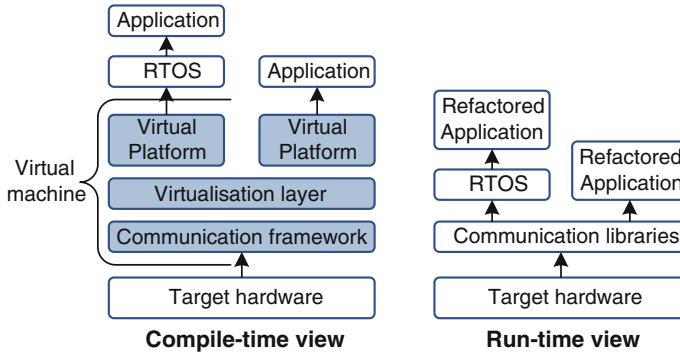 Application
RTOS
Application
Virtual
Platform
Virtual
Platform
Virtual
machine
Virtualisation layer
Communication framework
Target hardware
Compile-time view
Refactored
Application
RTOS
Refactored
Application
Communication libraries
Target hardware
Run-time view